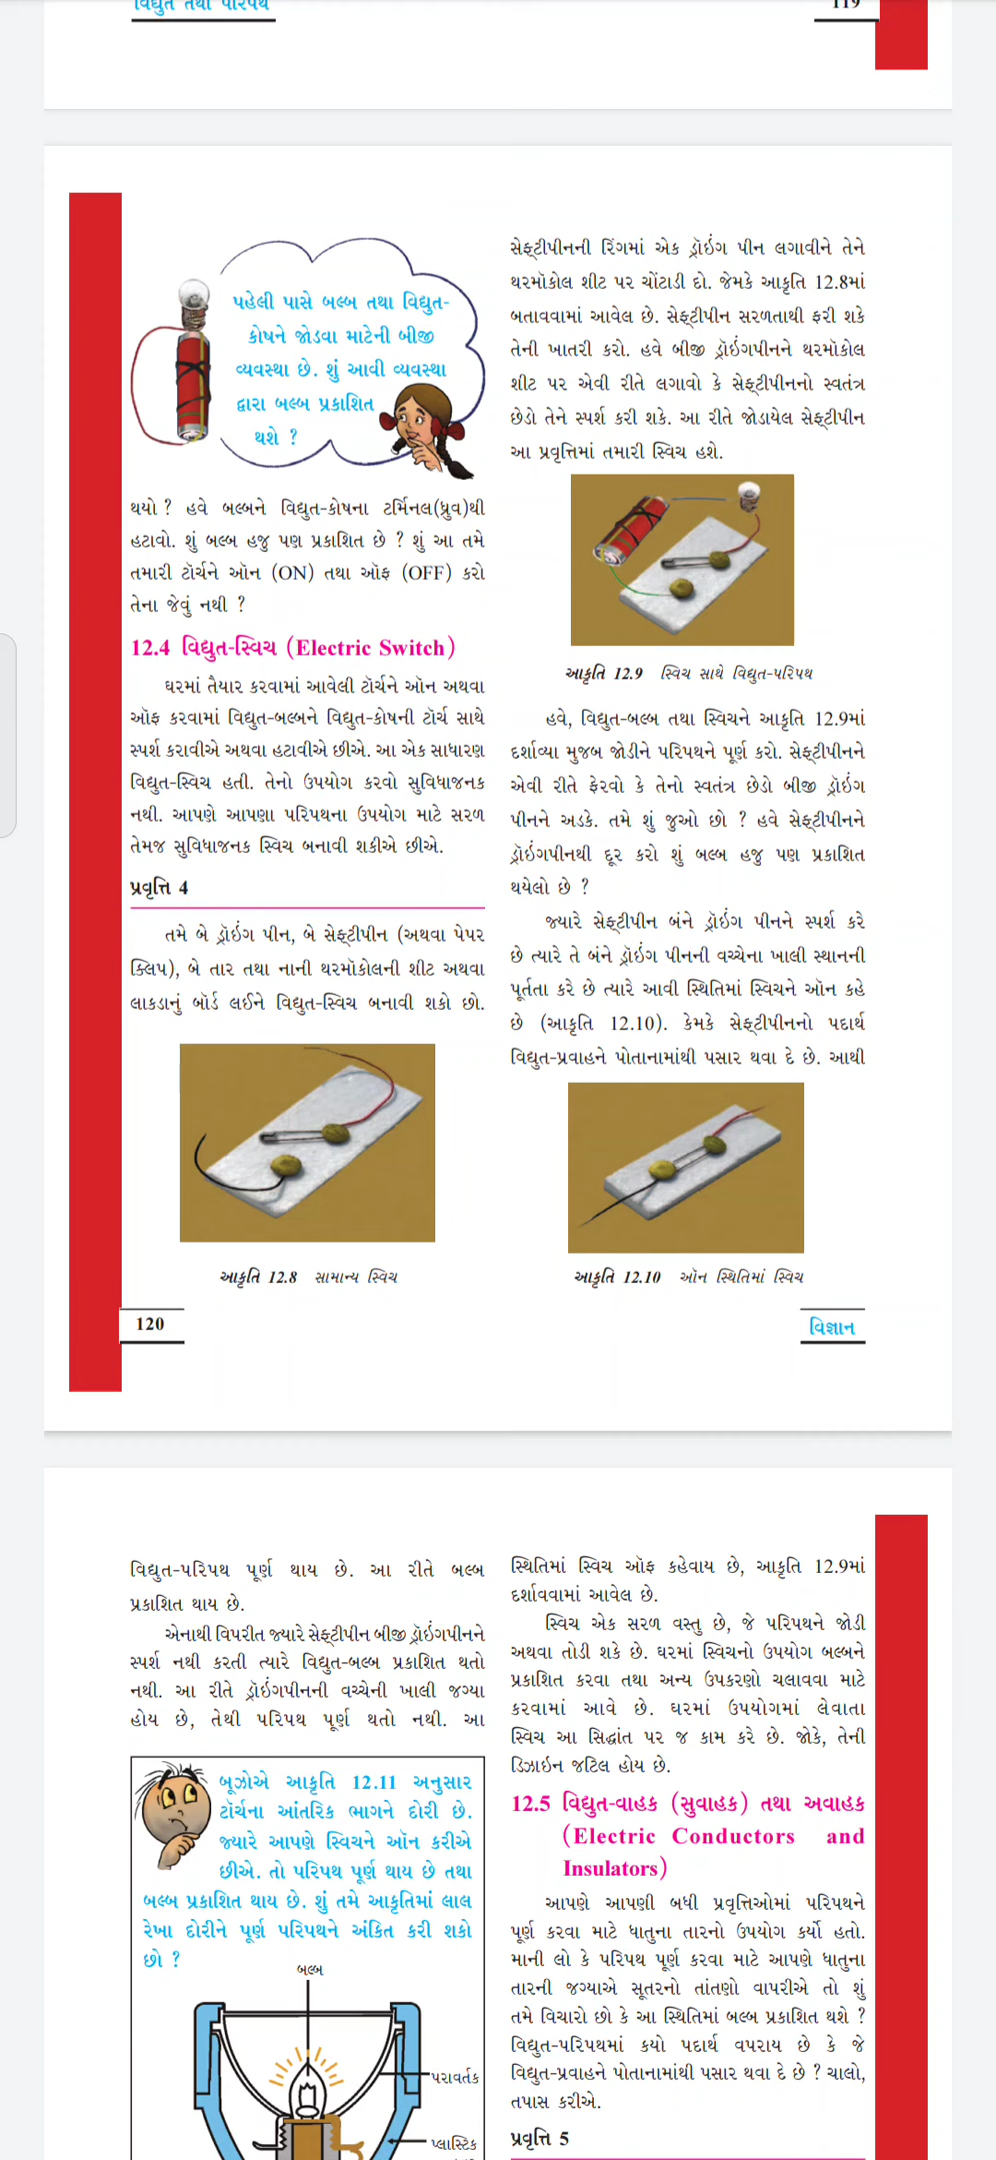 વિદ્યુત તથા પરિપથ
119
પહેલી પાસે બલ્બ તથા વિદ્યુત-
કોષને જોડવા માટેની બીજી
વ્યવસ્થા છે. શું આવી વ્યવસ્થા
દ્વારા બલ્બ પ્રકાશિત
થશે ?
થયો ? હવે બલ્બને વિદ્યુત-કોષના ટર્મિનલ(ધ્રુવ)થી
હટાવો. શું બલ્બ હજુ પણ પ્રકાશિત છે ? શું આ તમે
તમારી ટૉર્ચને ઑન (ON) તથા ઑફ (OFF) કરો
તેના જેવું નથી ?
12.4 વિદ્યુત-સ્વિચ (Electric Switch)
ઘરમાં તૈયાર કરવામાં આવેલી ટૉર્ચને ઑન અથવા
ઑફ કરવામાં વિદ્યુત-બલ્બને વિદ્યુત-કોષની ટૉર્ચ સાથે
સ્પર્શ કરાવીએ અથવા હટાવીએ છીએ. આ એક સાધારણ
વિદ્યુત-સ્વિચ હતી. તેનો ઉપયોગ કરવો સુવિધાજનક
નથી. આપણે આપણા પરિપથના ઉપયોગ માટે સરળ
તેમજ સુવિધાજનક સ્વિચ બનાવી શકીએ છીએ.
પ્રવૃત્તિ 4
તમે બે ડ્રૉઇંગ પીન, બે સેફ્ટીપીન (અથવા પેપર
ક્લિપ), બે તાર તથા નાની થરમૉકોલની શીટ અથવા
લાકડાનું બૉર્ડ લઈને વિદ્યુત-સ્વિચ બનાવી શકો છો.
આકૃતિ 12.8 સામાન્ય સ્વિચ
સેફ્ટીપીનની રિંગમાં એક ડ્રૉઇંગ પીન લગાવીને તેને
થરમૉકોલ શીટ પર ચોંટાડી દો. જેમકે આકૃતિ 12.8માં
બતાવવામાં આવેલ છે. સેફ્ટીપીન સરળતાથી ફરી શકે
તેની ખાતરી કરો. હવે બીજી ડ્રૉઇંગપીનને થરમૉકોલ
શીટ પર એવી રીતે લગાવો કે સેફ્ટીપીનનો સ્વતંત્ર
છેડો તેને સ્પર્શ કરી શકે. આ રીતે જોડાયેલ સેફ્ટીપીન
આ પ્રવૃત્તિમાં તમારી સ્વિચ હશે.
આકૃતિ 12.9 સ્વિચ સાથે વિદ્યુત-પરિપથ
હવે, વિદ્યુત-બલ્બ તથા સ્વિચને આકૃતિ 12.9માં
દર્શાવ્યા મુજબ જોડીને પરિપથને પૂર્ણ કરો. સેફ્ટીપીનને
એવી રીતે ફેરવો કે તેનો સ્વતંત્ર છેડો બીજી ડ્રૉઇંગ
પીનને અડકે. તમે શું જુઓ છો ? હવે સેફ્ટીપીનને
ડ્રૉઇંગપીનથી દૂર કરો શું બલ્બ હજુ પણ પ્રકાશિત
થયેલો છે ?
જ્યારે સેફ્ટીપીન બંને ડ્રૉઇંગ પીનને સ્પર્શ કરે
છે ત્યારે તે બંને ડ્રૉઇંગ પીનની વચ્ચેના ખાલી સ્થાનની
પૂર્તતા કરે છે ત્યારે આવી સ્થિતિમાં સ્વિચને ઑન કહે
છે (આકૃતિ 12.10). કેમકે સેફ્ટીપીનનો પદાર્થ
વિદ્યુત-પ્રવાહને પોતાનામાંથી પસાર થવા દે છે. આથી
આકૃતિ 12.10 ઑન સ્થિતિમાં સ્વિચ
120
વિજ્ઞાન
વિદ્યુત-પરિપથ પૂર્ણ થાય છે. આ રીતે બલ્બ
પ્રકાશિત થાય છે.
એનાથી વિપરીત જ્યારે સેફ્ટીપીન બીજી ડ્રૉઇંગપીનને
સ્પર્શ નથી કરતી ત્યારે વિદ્યુત-બલ્બ પ્રકાશિત થતો
નથી. આ રીતે ડ્રૉઇંગપીનની વચ્ચેની ખાલી જગ્યા
હોય છે, તેથી પરિપથ પૂર્ણ થતો નથી. આ
બૂઝોએ આકૃતિ 12.11 અનુસાર
ટૉર્ચના આંતરિક ભાગને દોરી છે.
જ્યારે આપણે સ્વિચને ઑન કરીએ
છીએ. તો પરિપથ પૂર્ણ થાય છે તથા
બલ્બ પ્રકાશિત થાય છે. શું તમે આકૃતિમાં લાલ
રેખા દોરીને પૂર્ણ પરિપથને અંકિત કરી શકો
છો ?
બલ્બ
પરાવર્તક
પ્લાસ્ટિક
સ્થિતિમાં સ્વિચ ઑફ કહેવાય છે, આકૃતિ 12.9માં
દર્શાવવામાં આવેલ છે.
સ્વિચ એક સરળ વસ્તુ છે, જે પરિપથને જોડી
અથવા તોડી શકે છે. ઘરમાં સ્વિચનો ઉપયોગ બલ્બને
પ્રકાશિત કરવા તથા અન્ય ઉપકરણો ચલાવવા માટે
કરવામાં આવે છે. ઘરમાં ઉપયોગમાં લેવાતા
સ્વિચ આ સિદ્ધાંત પર જ કામ કરે છે. જોકે, તેની
ડિઝાઇન જટિલ હોય છે.
12.5 વિદ્યુત-વાહક (સુવાહક) તથા અવાહક
(Electric Conductors and
Insulators)
આપણે આપણી બધી પ્રવૃત્તિઓમાં પરિપથને
પૂર્ણ કરવા માટે ધાતુના તારનો ઉપયોગ કર્યો હતો.
માની લો કે પરિપથ પૂર્ણ કરવા માટે આપણે ધાતુના
તારની જગ્યાએ સૂતરનો તાંતણો વાપરીએ તો શું
તમે વિચારો છો કે આ સ્થિતિમાં બલ્બ પ્રકાશિત થશે ?
વિદ્યુત-પરિપથમાં કયો પદાર્થ વપરાય છે કે જે
વિદ્યુત-પ્રવાહને પોતાનામાંથી પસાર થવા દે છે ? ચાલો,
તપાસ કરીએ.
પ્રવૃત્તિ 5